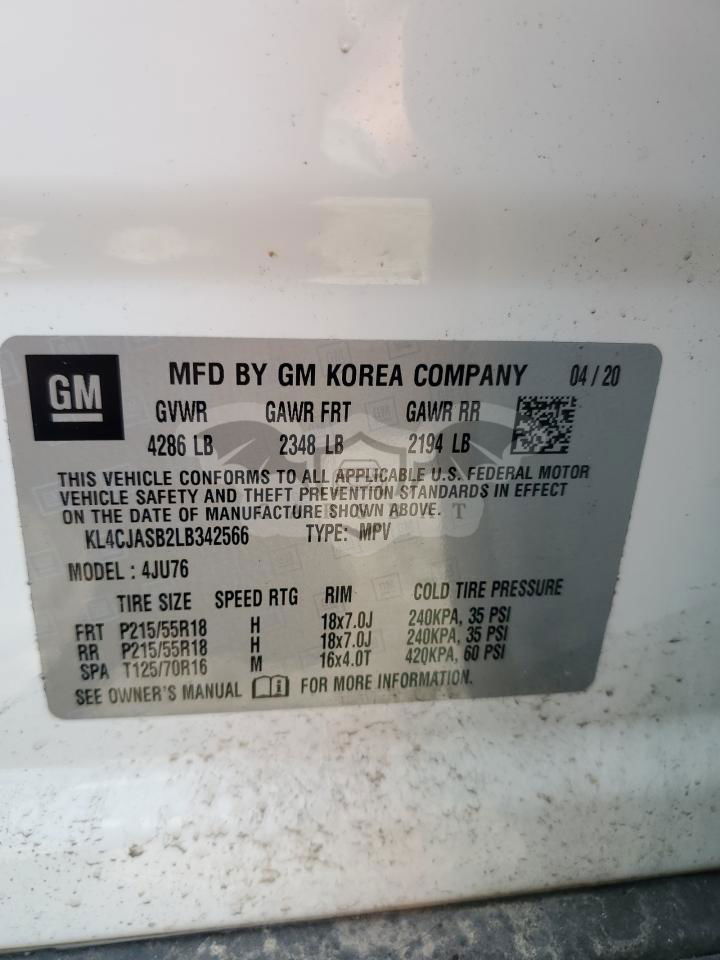 GM
MFD BY GM KOREA COMPANY 04 / 20
GVWR GAWR FRT GAWR RR
4286 LB 2348 LB 2194 LB
THIS VEHICLE CONFORMS TO ALL APPLICABLE U.S. FEDERAL MOTOR
VEHICLE SAFETY AND THEFT PREVENTION STANDARDS IN EFFECT
ON THE DATE OF MANUFACTURE SHOWN ABOVE.
KL4CJASB2LB342566 TYPE: MPV
MODEL : 4JU76
TIRE SIZE SPEED RTG RIM COLD TIRE PRESSURE
FRT P215/55R18 H 18x7.0J 240KPA, 35 PSI
RR P215/55R18 H 18x7.0J 240KPA, 35 PSI
SPA T125/70R16 M 16x4.0T 420KPA, 60 PSI
SEE OWNER'S MANUAL FOR MORE INFORMATION.